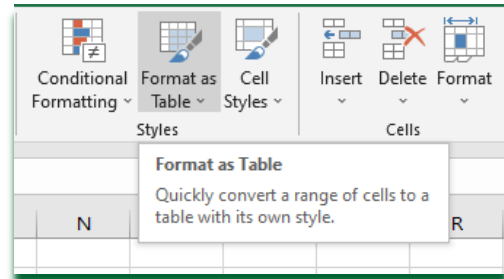 Conditional Formatting ˅
Format as Table ˅
Cell Styles ˅
Insert
Delete
Format
Styles
Cells
Format as Table
Quickly convert a range of cells to a
table with its own style.
N
R